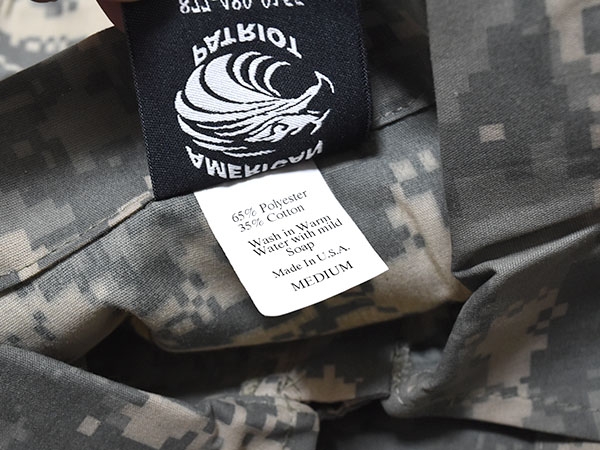 AMERICAN
PATRIOT
65% Polyester
35% Cotton
Wash in Warm
Water with mild
Soap
Made In U.S.A.
MEDIUM